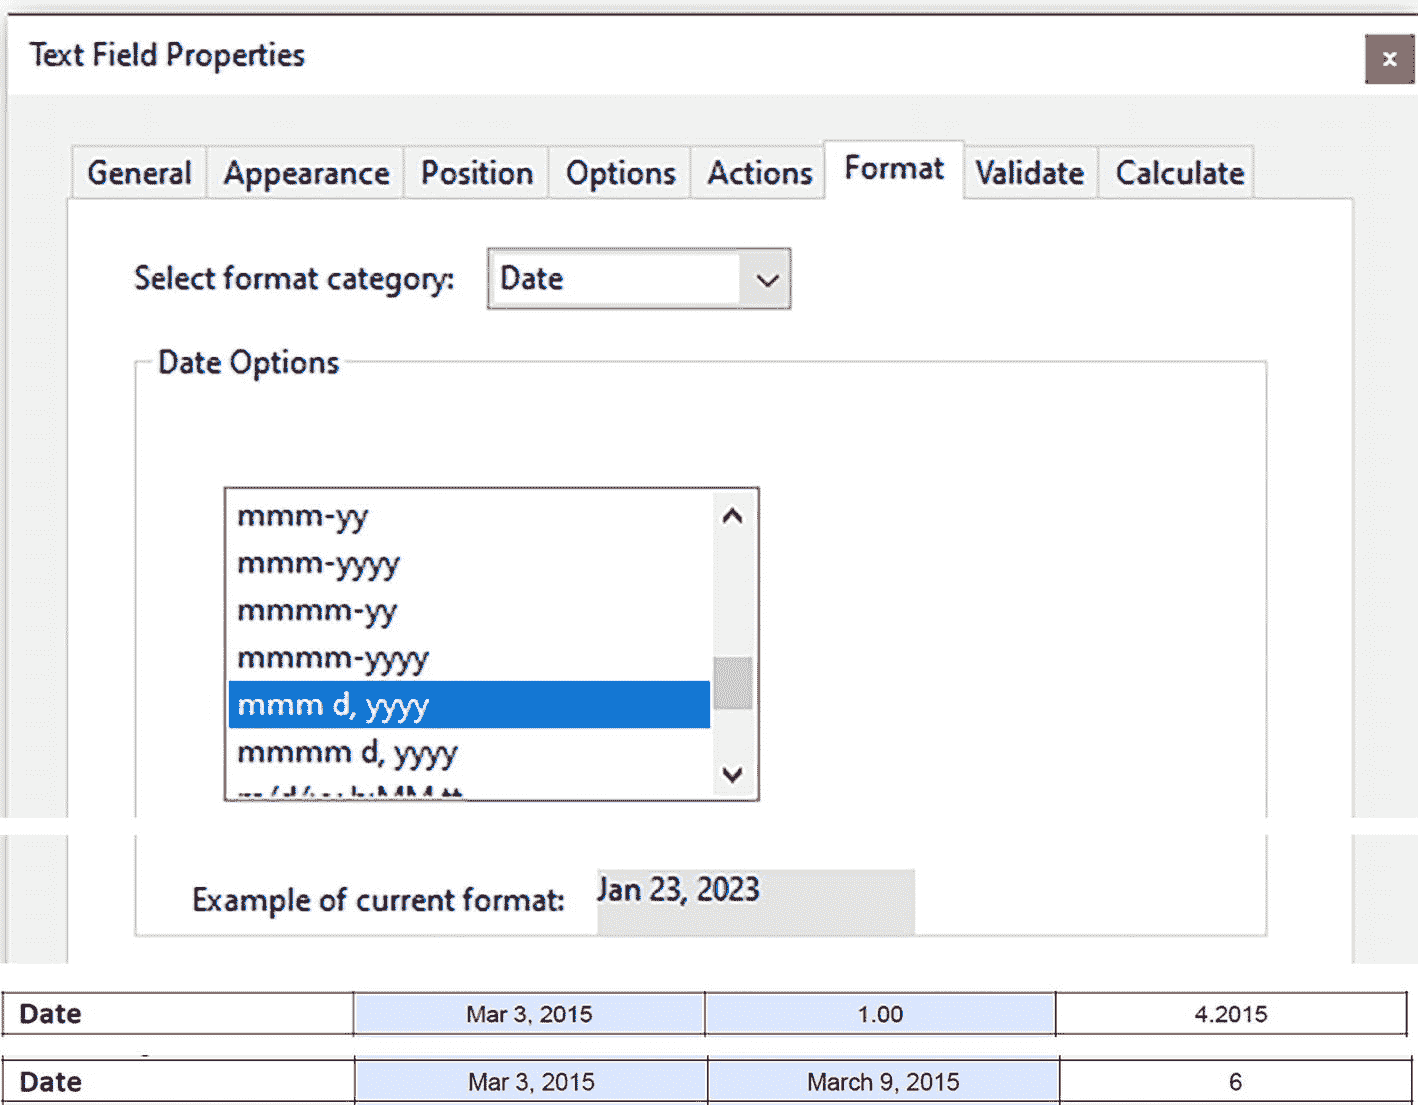 Text Field Properties
x
General Appearance Position Options Actions Format Validate Calculate
Select format category: Date
Date Options
mmm-yy
mmm-yyyy
mmmm-yy
mmmm-yyyy
mmm d, yyyy
mmmm d, yyyy
Example of current format: Jan 23, 2023
Date Mar 3, 2015 1.00 4.2015
Date Mar 3, 2015 March 9, 2015 6